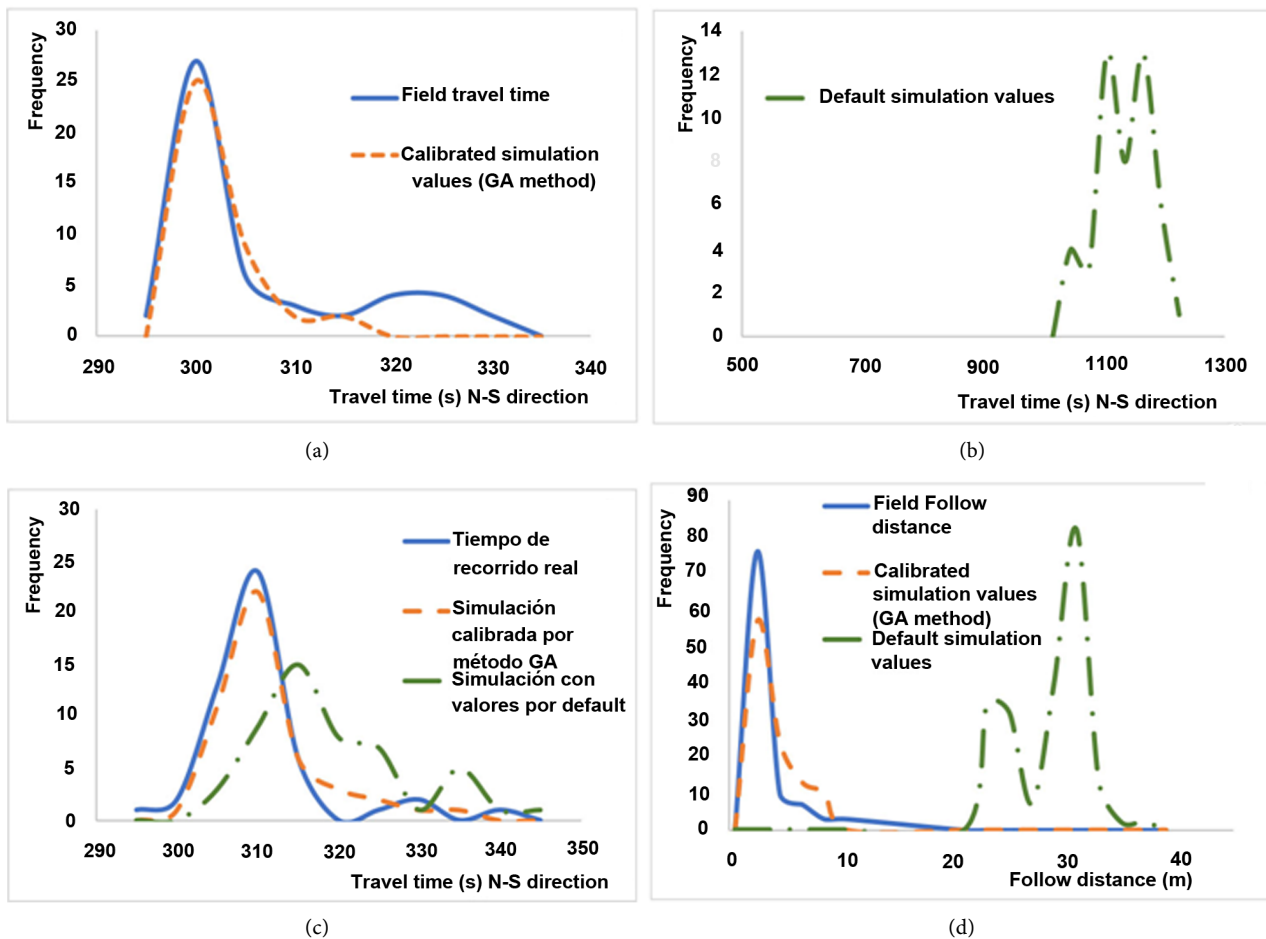 30
25
20
15
10
5
0
Frequency
Field travel time
Calibrated simulation
values (GA method)
290
300
310
320
330
340
Travel time (s) N-S direction
(a)
14
12
10
8
6
4
2
0
Frequency
Default simulation values
500
700
900
1100
1300
Travel time (s) N-S direction
(b)
30
25
20
15
10
5
0
Frequency
Tiempo de
recorrido real
Simulación
calibrada por
método GA
Simulación con
valores por default
290
300
310
320
330
340
350
Travel time (s) N-S direction
(c)
90
80
70
60
50
40
30
20
10
0
Frequency
Field Follow
distance
Calibrated
simulation values
(GA method)
Default simulation
values
0
10
20
30
40
Follow distance (m)
(d)